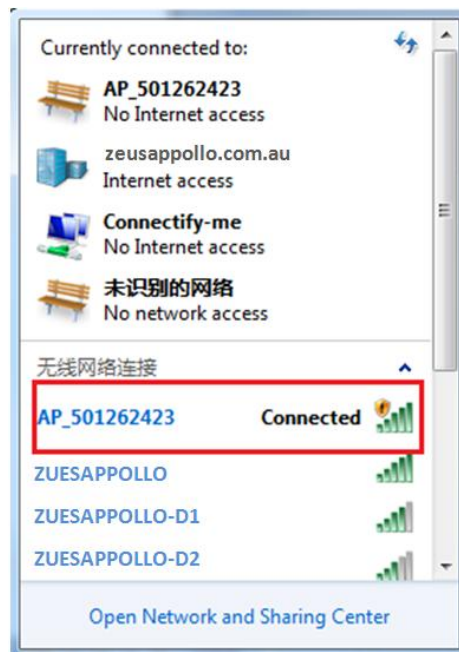 Currently connected to:
AP_501262423
No Internet access
zeusappollo.com.au
Internet access
Connectify-me
No Internet access
未识别的网络
No network access
无线网络连接
AP_501262423 Connected
ZUESAPPOLLO
ZUESAPPOLLO-D1
ZUESAPPOLLO-D2
Open Network and Sharing Center